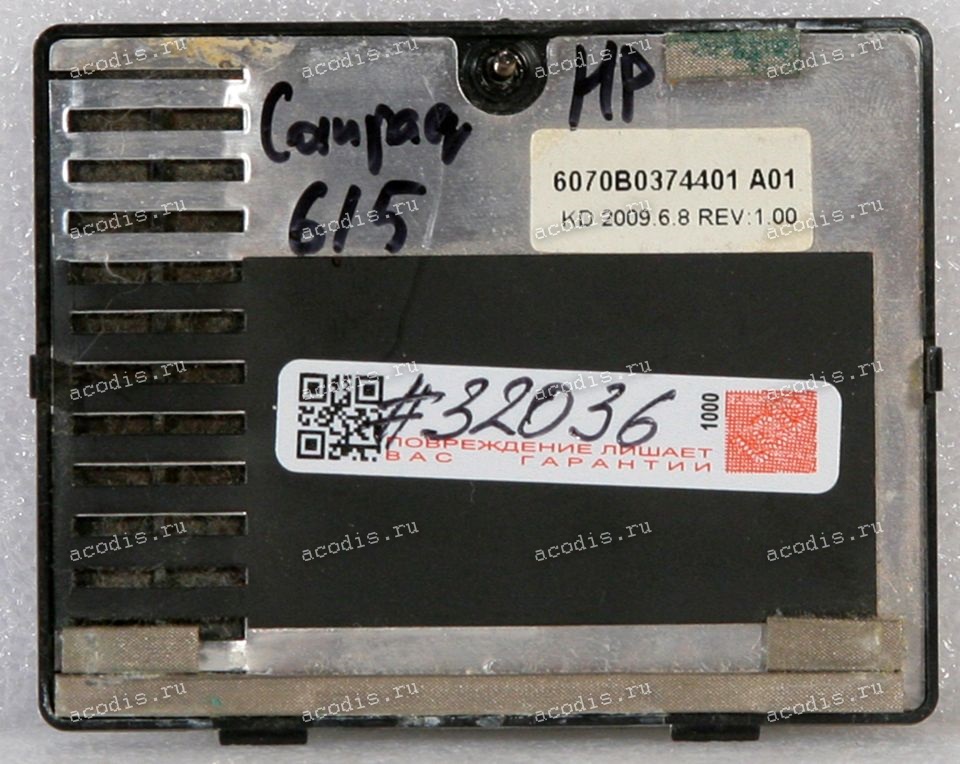 HP
Compaq
615
6070B0374401 A01
KD 2009.6.8 REV:1.00
#32036
1000
ПОВРЕЖДЕНИЕ ЛИШАЕТ
ВАС ГАРАНТИИ
acodis.ru